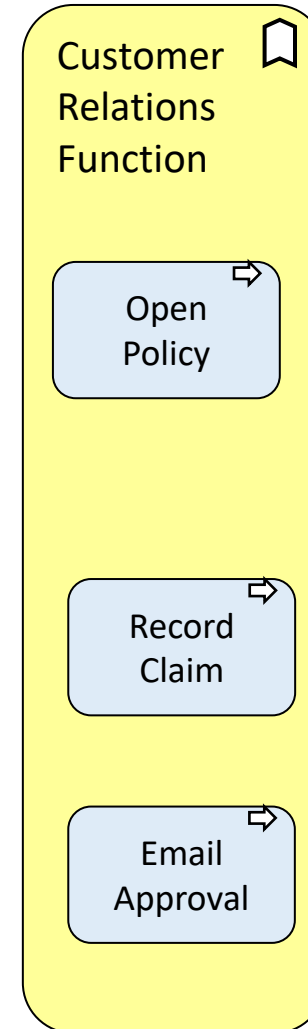 Customer
Relations
Function
Open
Policy
Record
Claim
Email
Approval